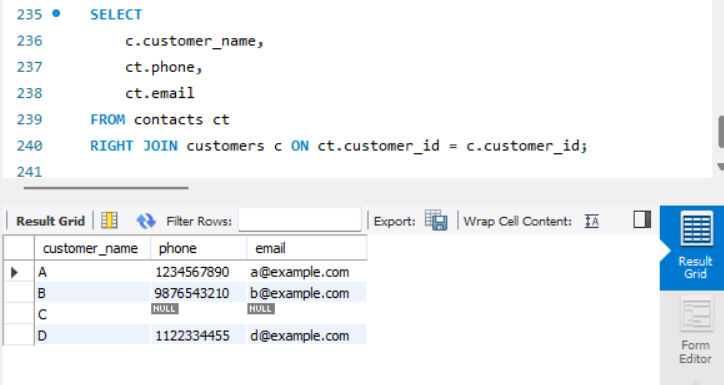 235 SELECT
236 c.customer_name,
237 ct.phone,
238 ct.email
239 FROM contacts ct
240 RIGHT JOIN customers c ON ct.customer_id = c.customer_id;
241
Result Grid Filter Rows: Export: Wrap Cell Content: IA
customer_name phone email
A 1234567890 a@example.com
B 9876543210 b@example.com
C NULL NULL
D 1122334455 d@example.com
Result
Grid
Form
Editor